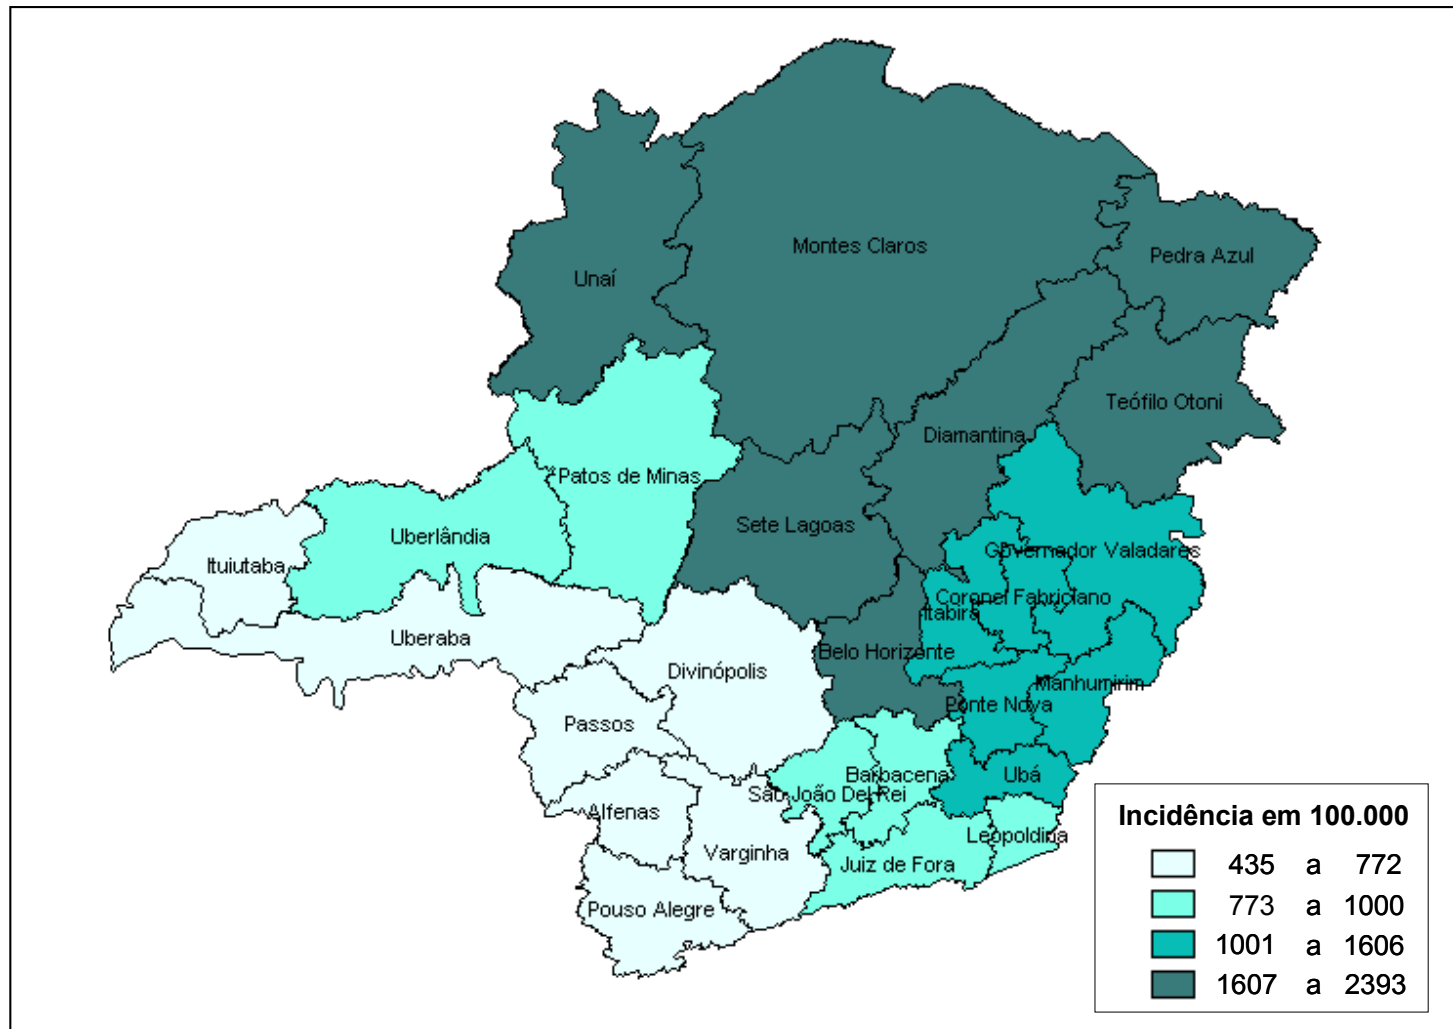 Montes Claros
Pedra Azul
Unaí
Teófilo Otoni
Diamantina
Patos de Minas
Sete Lagoas
Uberlândia
Governador Valadares
Ituiutaba
Coronel Fabriciano
Itabira
Uberaba
Belo Horizonte
Divinópolis
Manhumirim
Ponte Nova
Passos
Barbacena
Ubá
São João Del Rei
Alfenas
Leopoldina
Varginha
Juiz de Fora
Pouso Alegre
Incidência em 100.000
435 a 772
773 a 1000
1001 a 1606
1607 a 2393